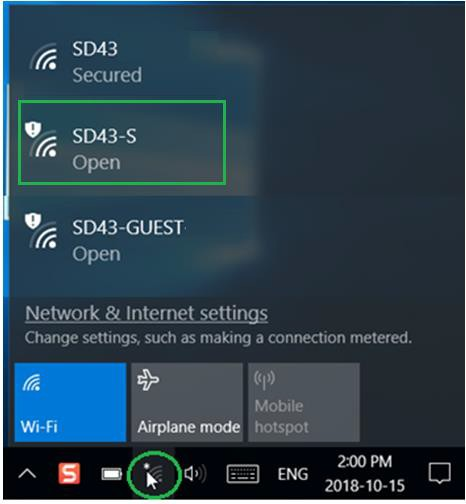 SD43
Secured
SD43-S
Open
SD43-GUEST
Open
Network & Internet settings
Change settings, such as making a connection metered.
Wi-Fi
Airplane mode
Mobile
hotspot
S
ENG
2:00 PM
2018-10-15